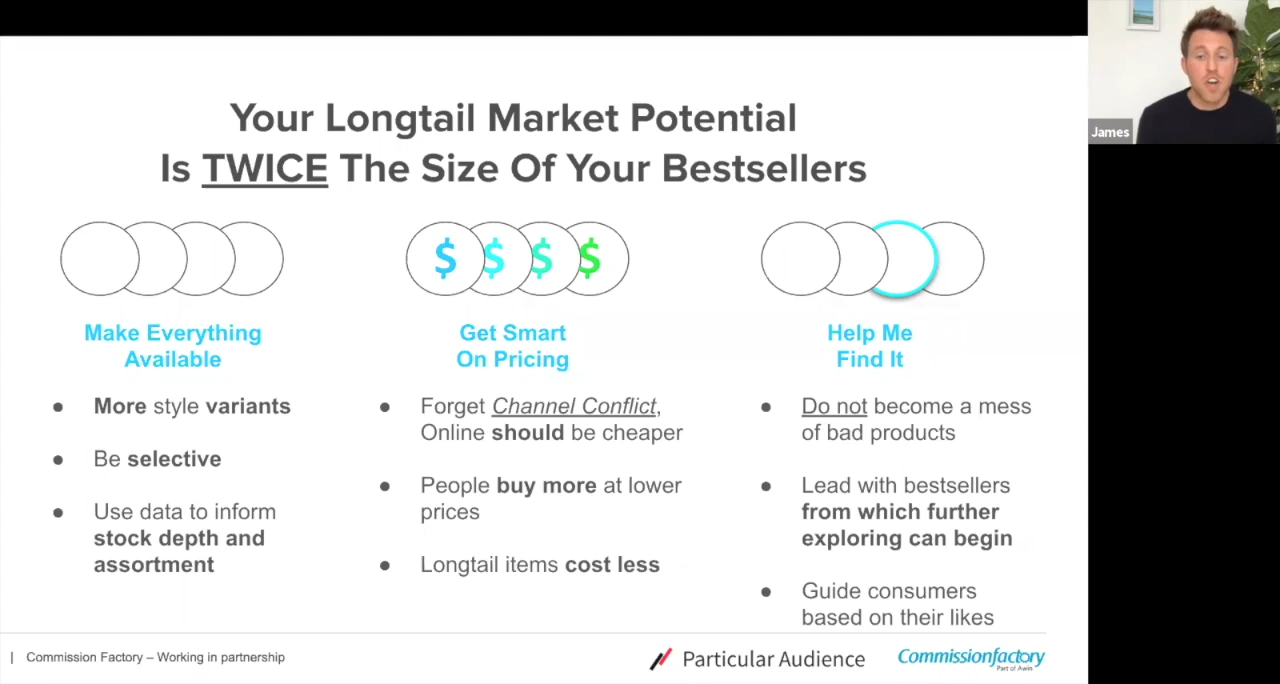 Your Longtail Market Potential
Is TWICE The Size Of Your Bestsellers
$ $ $ $
Make Everything
Available
● More style variants
● Be selective
● Use data to inform
stock depth and
assortment
Get Smart
On Pricing
● Forget Channel Conflict,
Online should be cheaper
● People buy more at lower
prices
● Longtail items cost less
Help Me
Find It
● Do not become a mess
of bad products
● Lead with bestsellers
from which further
exploring can begin
● Guide consumers
based on their likes
| Commission Factory – Working in partnership
Particular Audience
Commissionfactory
Part of Awin
James